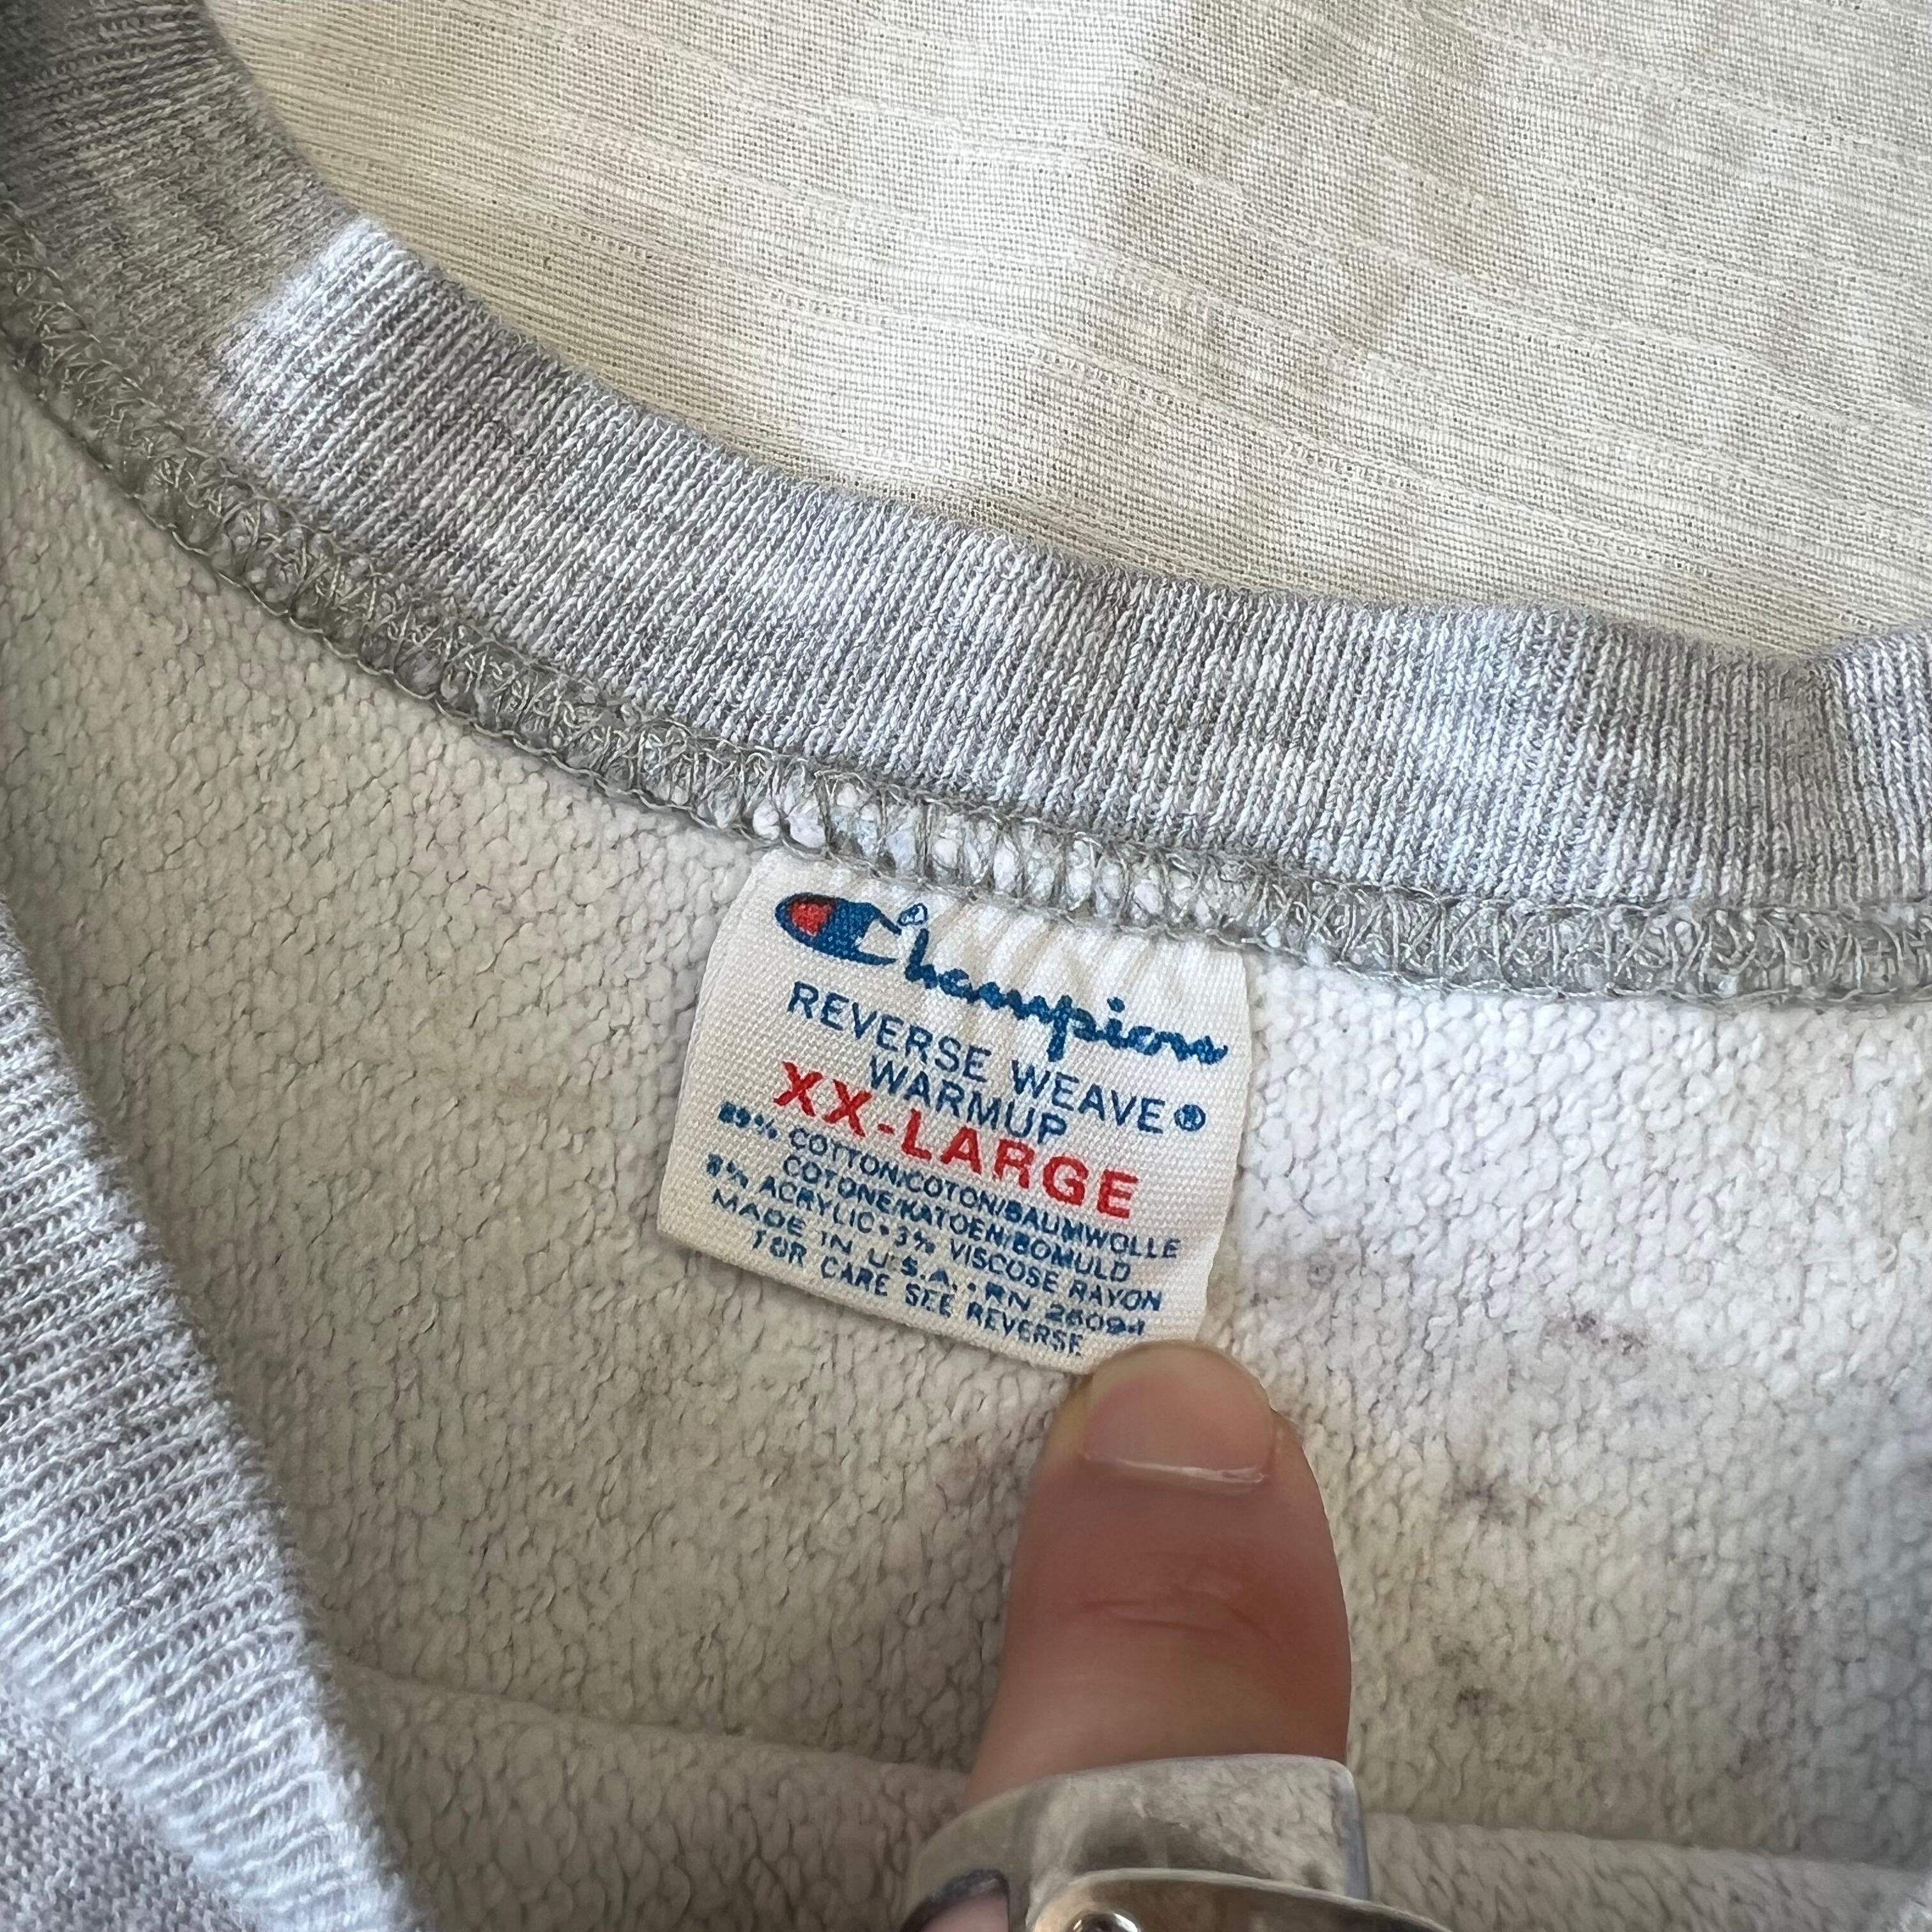 Champion
REVERSE WEAVE®
WARMUP
XX-LARGE
89% COTTON/COTON/BAUMWOLLE
COTONE/KATOEN/BOMULD
8% ACRYLIC • 3% VISCOSE RAYON
MADE IN U.S.A. • RN 26094
FOR CARE SEE REVERSE